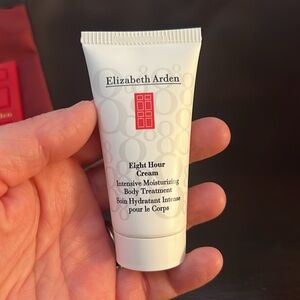 Elizabeth Arden
Eight Hour
Cream
Intensive Moisturizing
Body Treatment
Soin Hydratant Intense
pour le Corps